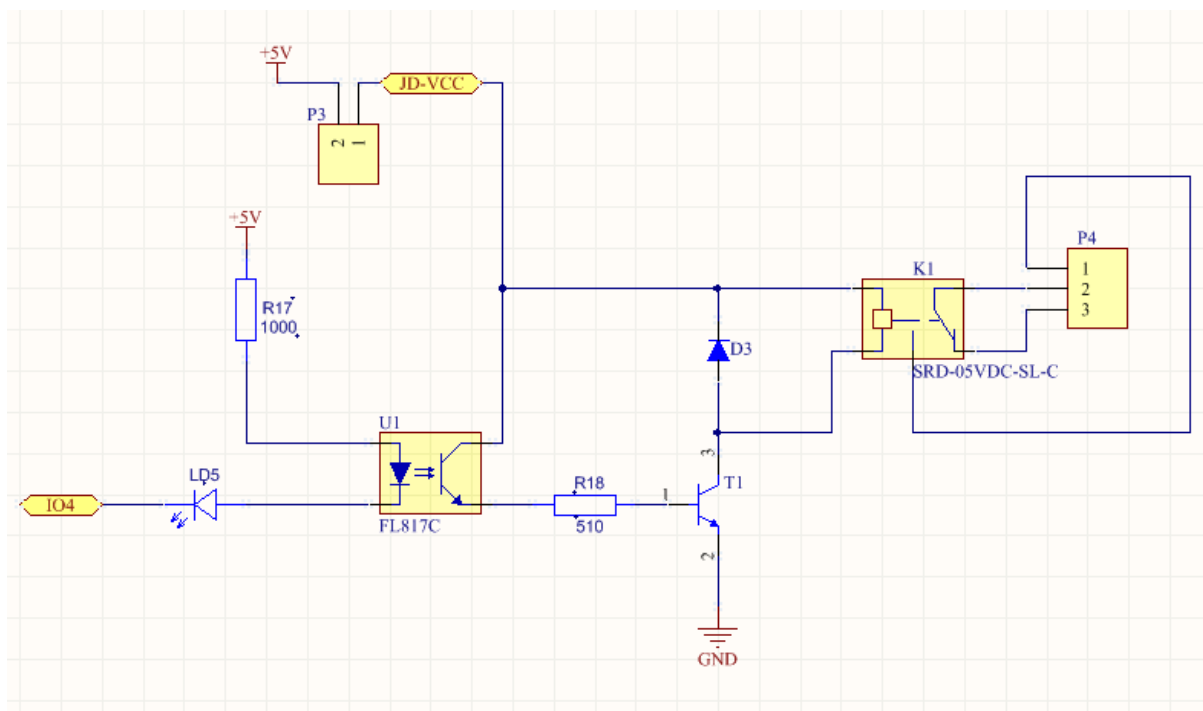 +5V
JD-VCC
P3
2 1
+5V
R17
1000
P4
K1
1
2
3
D3
SRD-05VDC-SL-C
U1
3
LD5
R18
1
T1
IO4
FL817C
510
2
GND